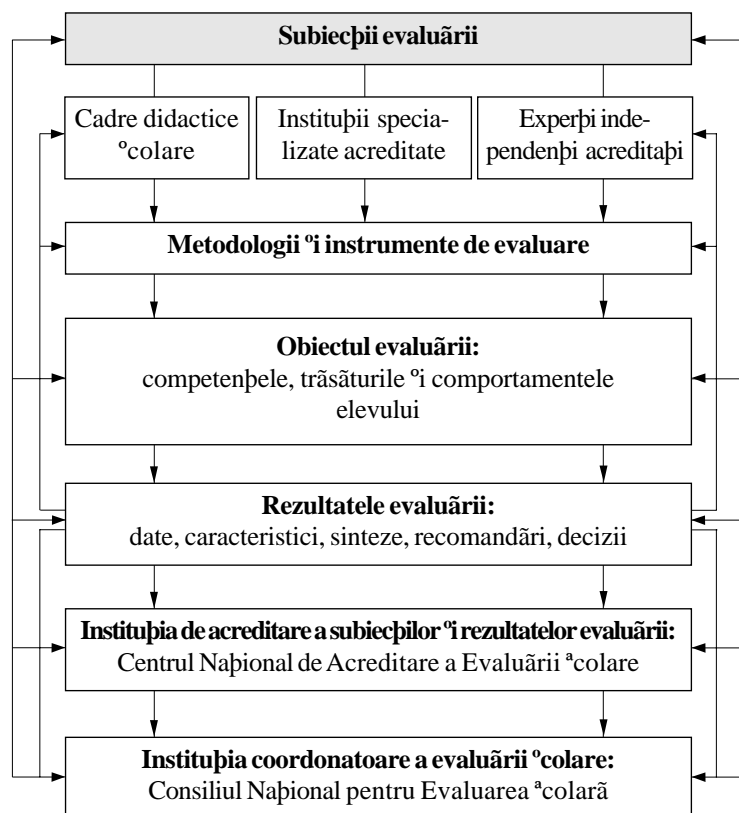 Subiecþii evaluãrii
Cadre didactice
ºcolare
Instituþii specia-
lizate acreditate
Experþi inde-
pendenþi acreditaþi
Metodologii ºi instrumente de evaluare
Obiectul evaluãrii:
competenþele, trãsãturile ºi comportamentele
elevului
Rezultatele evaluãrii:
date, caracteristici, sinteze, recomandãri, decizii
Instituþia de acreditare a subiecþilor ºi rezultatelor evaluãrii:
Centrul Naþional de Acreditare a Evaluãrii ªcolare
Instituþia coordonatoare a evaluãrii ºcolare:
Consiliul Naþional pentru Evaluarea ªcolarã